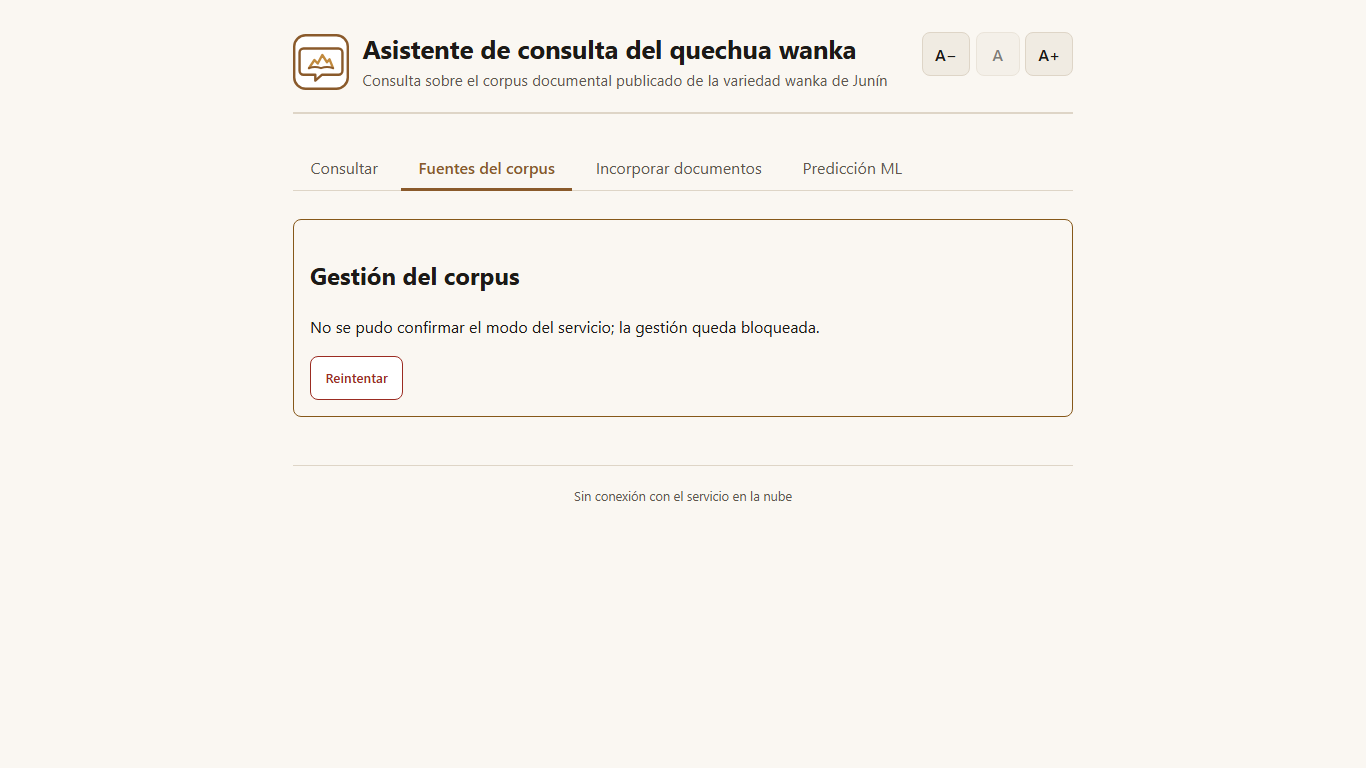 Asistente de consulta del quechua wanka
Consulta sobre el corpus documental publicado de la variedad wanka de Junín
A−
A
A+
Consultar
Fuentes del corpus
Incorporar documentos
Predicción ML
Gestión del corpus
No se pudo confirmar el modo del servicio; la gestión queda bloqueada.
Reintentar
Sin conexión con el servicio en la nube